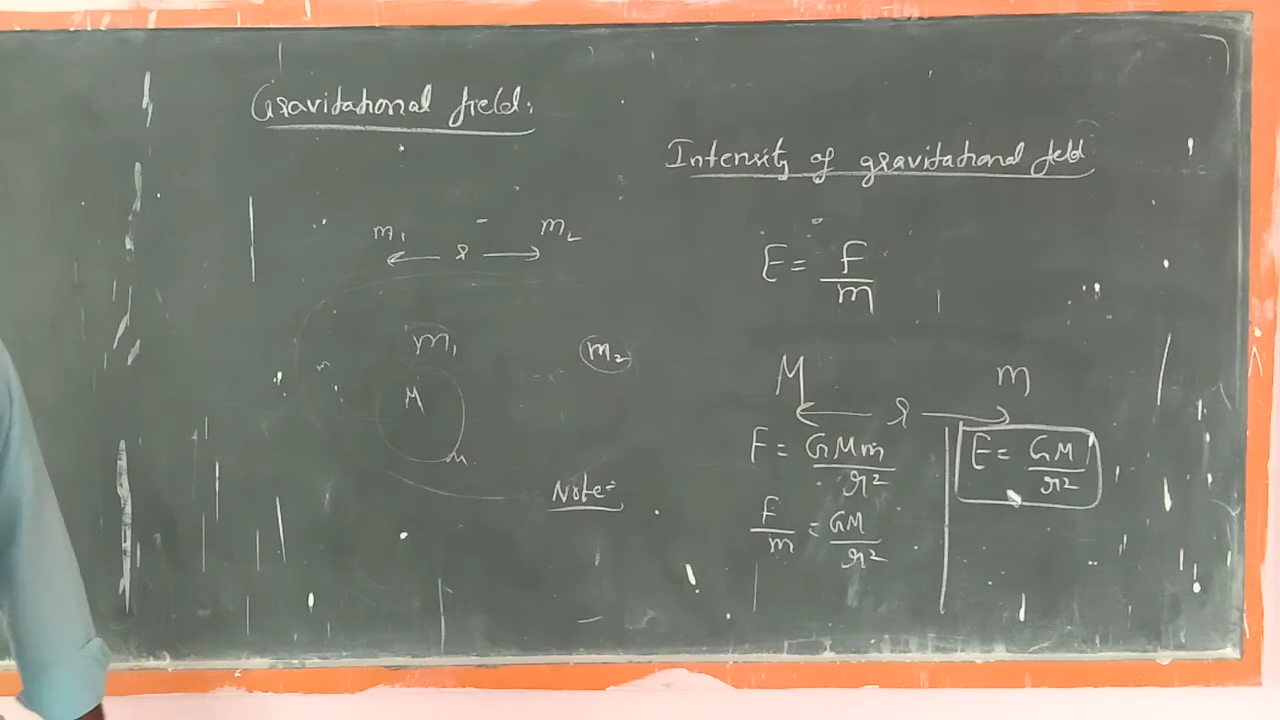 Gravitational field:
m₁ ← r → m₂
m₁
m₂
M
m
Note:-
Intensity of gravitational field
E = F/m
M ← r → m
F = GMm/r²
F/m = GM/r²
E = GM/r²